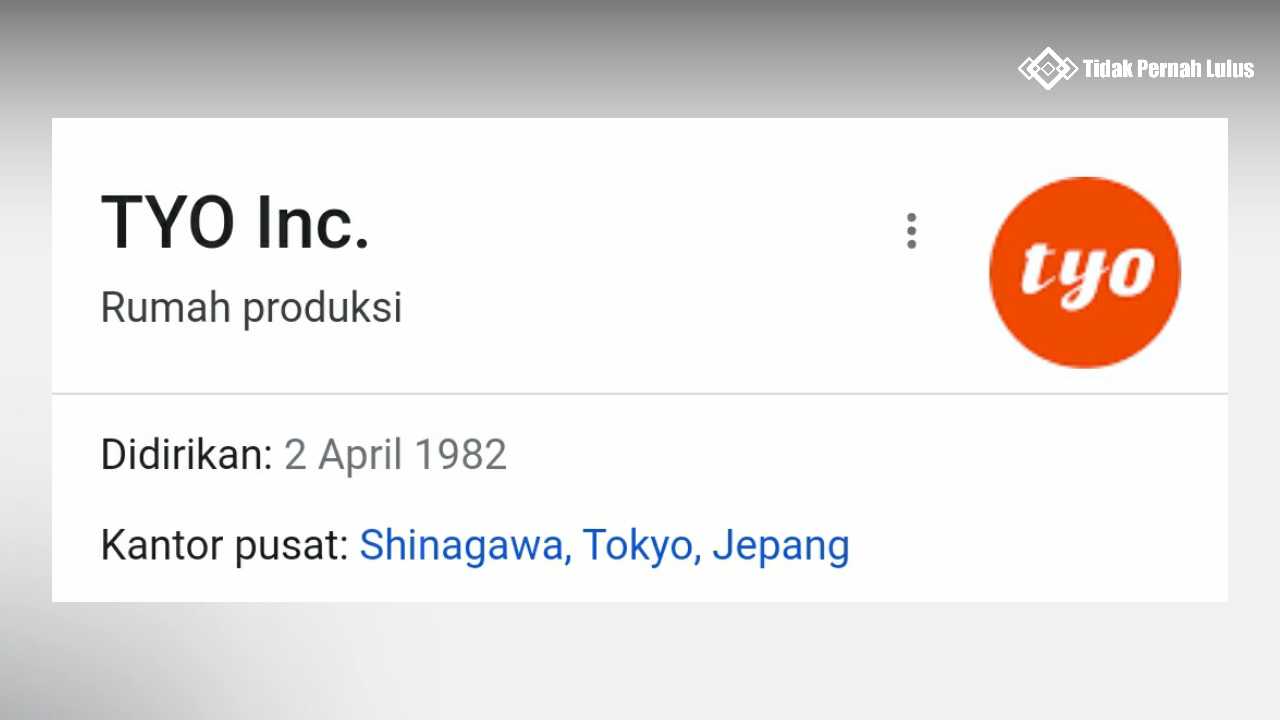 Tidak Pernah Lulus
TYO Inc.
tyo
Rumah produksi
Didirikan: 2 April 1982
Kantor pusat: Shinagawa, Tokyo, Jepang